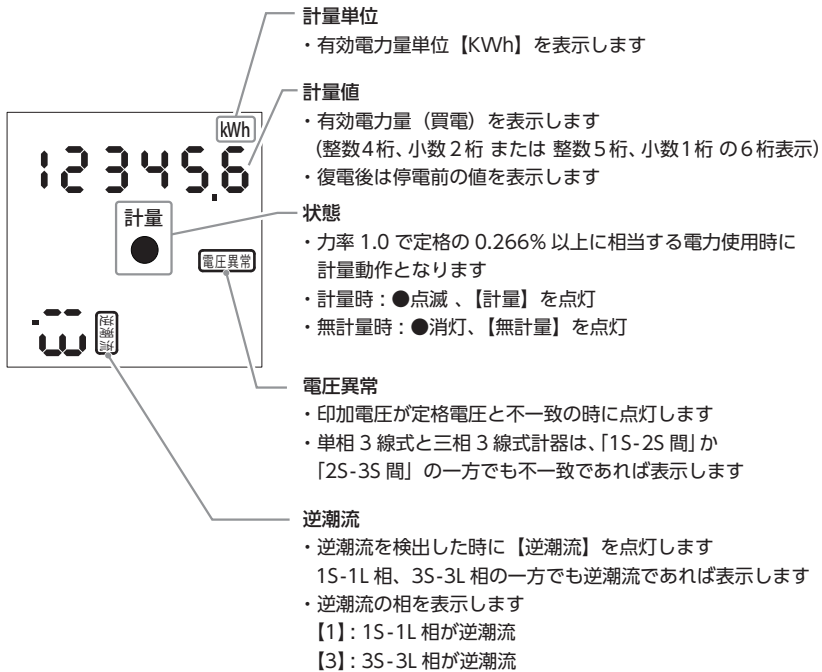 計量単位
・有効電力量単位【KWh】を表示します
計量値
・有効電力量（買電）を表示します
（整数4桁、小数2桁 または 整数5桁、小数1桁 の6桁表示）
・復電後は停電前の値を表示します
kWh
12345.6
計量
●
電圧異常
逆潮流
状態
・力率 1.0 で定格の 0.266% 以上に相当する電力使用時に
計量動作となります
・計量時：●点滅 、【計量】を点灯
・無計量時：●消灯、【無計量】を点灯
電圧異常
・印加電圧が定格電圧と不一致の時に点灯します
・単相 3 線式と三相 3 線式計器は、「1S-2S 間」か
「2S-3S 間」の一方でも不一致であれば表示します
逆潮流
・逆潮流を検出した時に【逆潮流】を点灯します
1S-1L 相、3S-3L 相の一方でも逆潮流であれば表示します
・逆潮流の相を表示します
【1】：1S-1L 相が逆潮流
【3】：3S-3L 相が逆潮流